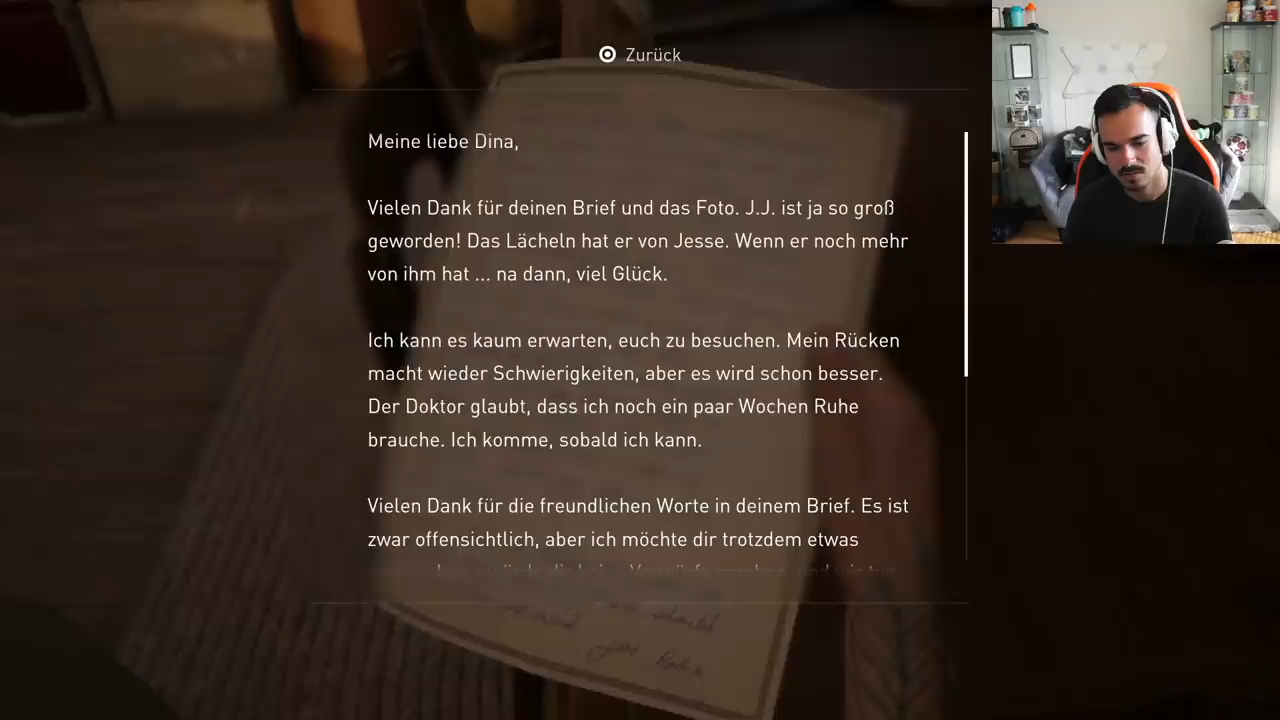 Zurück
Meine liebe Dina,
Vielen Dank für deinen Brief und das Foto. J.J. ist ja so groß
geworden! Das Lächeln hat er von Jesse. Wenn er noch mehr
von ihm hat ... na dann, viel Glück.
Ich kann es kaum erwarten, euch zu besuchen. Mein Rücken
macht wieder Schwierigkeiten, aber es wird schon besser.
Der Doktor glaubt, dass ich noch ein paar Wochen Ruhe
brauche. Ich komme, sobald ich kann.
Vielen Dank für die freundlichen Worte in deinem Brief. Es ist
zwar offensichtlich, aber ich möchte dir trotzdem etwas